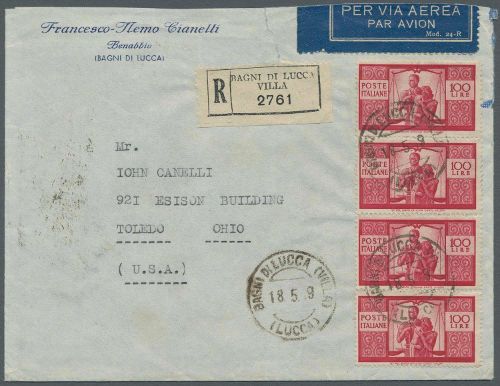 Francesco-Nemo Cianelli
Benabbio
(BAGNI DI LUCCA)
PER VIA AEREA
PAR AVION
Mod. 24-R
R
BAGNI DI LUCCA
VILLA
2761
Mr.
IOHN CANELLI
921 ESISON BUILDING
TOLEDO OHIO
(U.S.A.)
POSTE ITALIANE
100 LIRE
POSTE ITALIANE
100 LIRE
POSTE ITALIANE
100 LIRE
POSTE ITALIANE
100 LIRE
BAGNI DI LUCCA (VILLA)
18.5.9
(LUCCA)